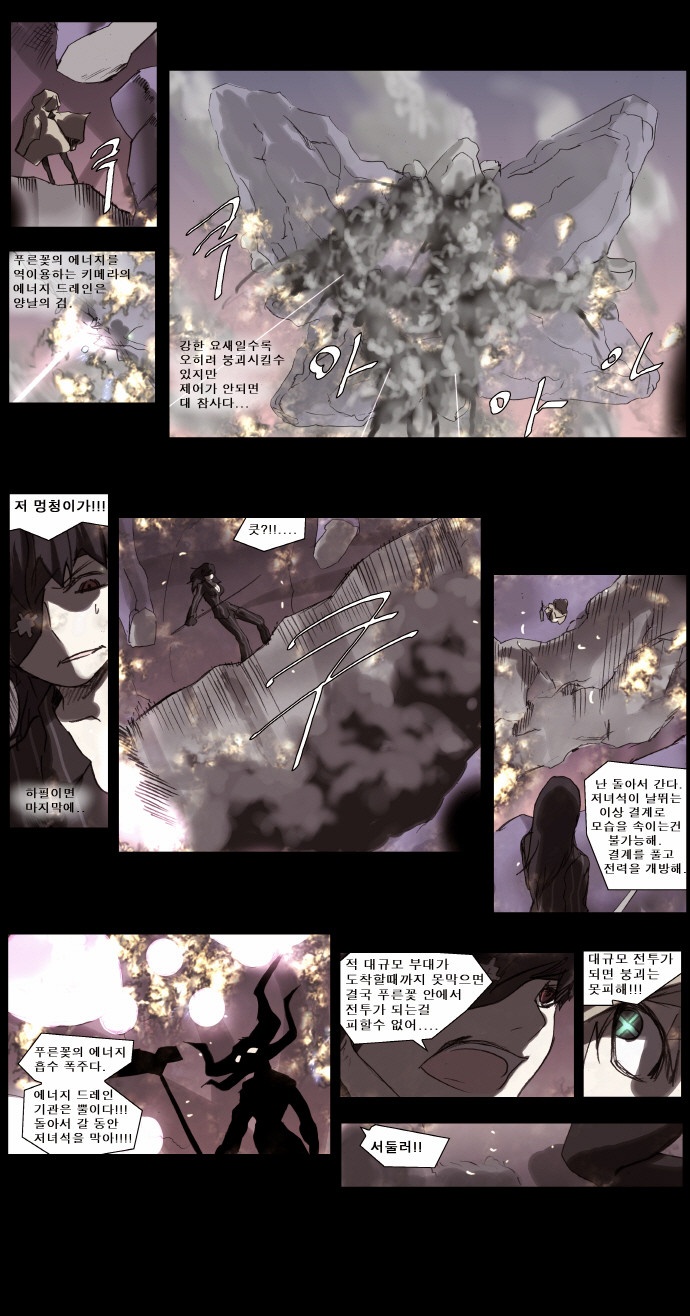 쿠
푸른꽃의 에너지를
역이용하는 키메라의
에너지 드레인은
양날의 검.
쿠
강한 요새일수록
오히려 붕괴시킬수
있지만
제어가 안되면
대 참사다...
아
아
아
저 멍청이가!!!
하필이면
마지막에..
큿?!!....
쿠
난 돌아서 간다.
저녀석이 날뛰는
이상 결계로
모습을 속이는건
불가능해.
결계를 풀고
전력을 개방해.
푸른꽃의 에너지
흡수 폭주다.
에너지 드레인
기관은 뿔이다!!!
돌아서 갈 동안
저녀석을 막아!!!!
적 대규모 부대가
도착할때까지 못막으면
결국 푸른꽃 안에서
전투가 되는걸
피할수 없어....
대규모 전투가
되면 붕괴는
못피해!!!
서둘러!!